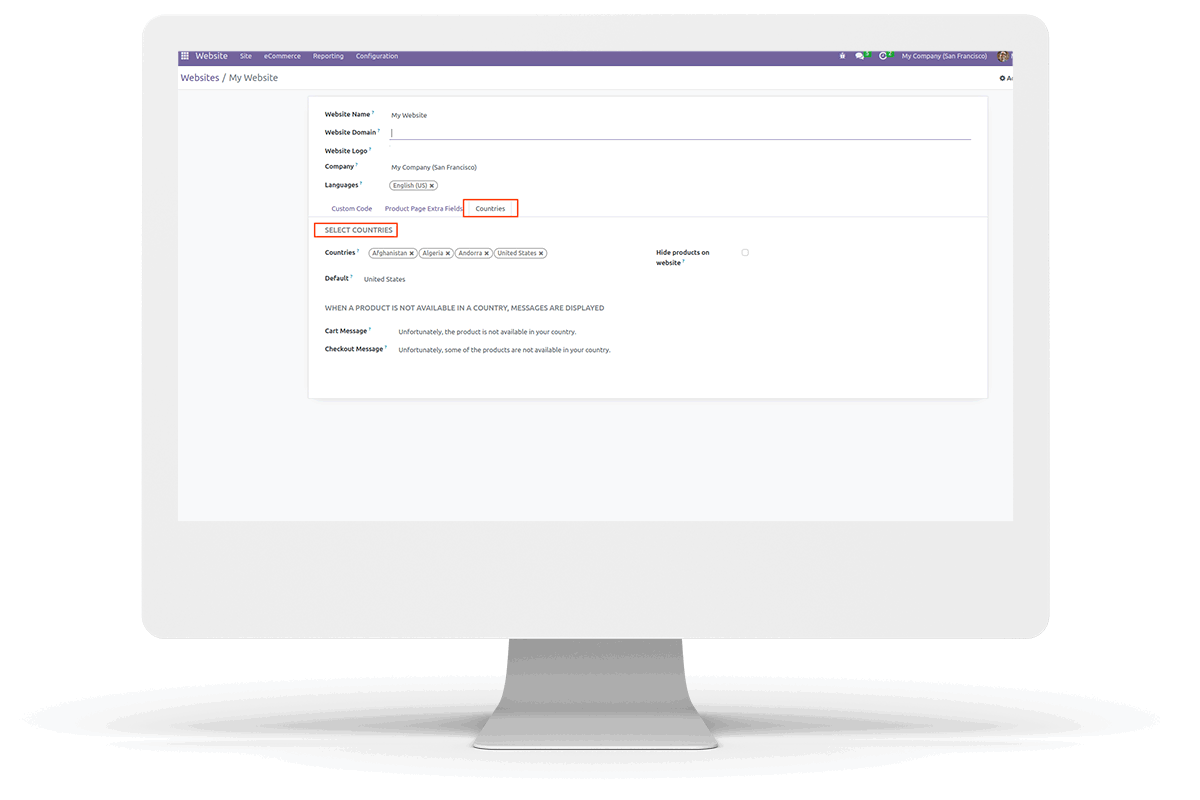 Website Site eCommerce Reporting Configuration My Company (San Francisco)
Websites / My Website
Website Name ? My Website
Website Domain ?
Website Logo ?
Company ? My Company (San Francisco)
Languages ? English (US) ×
Custom Code Product Page Extra Fields Countries
SELECT COUNTRIES
Countries ? Afghanistan × Algeria × Andorra × United States × Hide products on
website ?
Default ? United States
WHEN A PRODUCT IS NOT AVAILABLE IN A COUNTRY, MESSAGES ARE DISPLAYED
Cart Message ? Unfortunately, the product is not available in your country.
Checkout Message ? Unfortunately, some of the products are not available in your country.